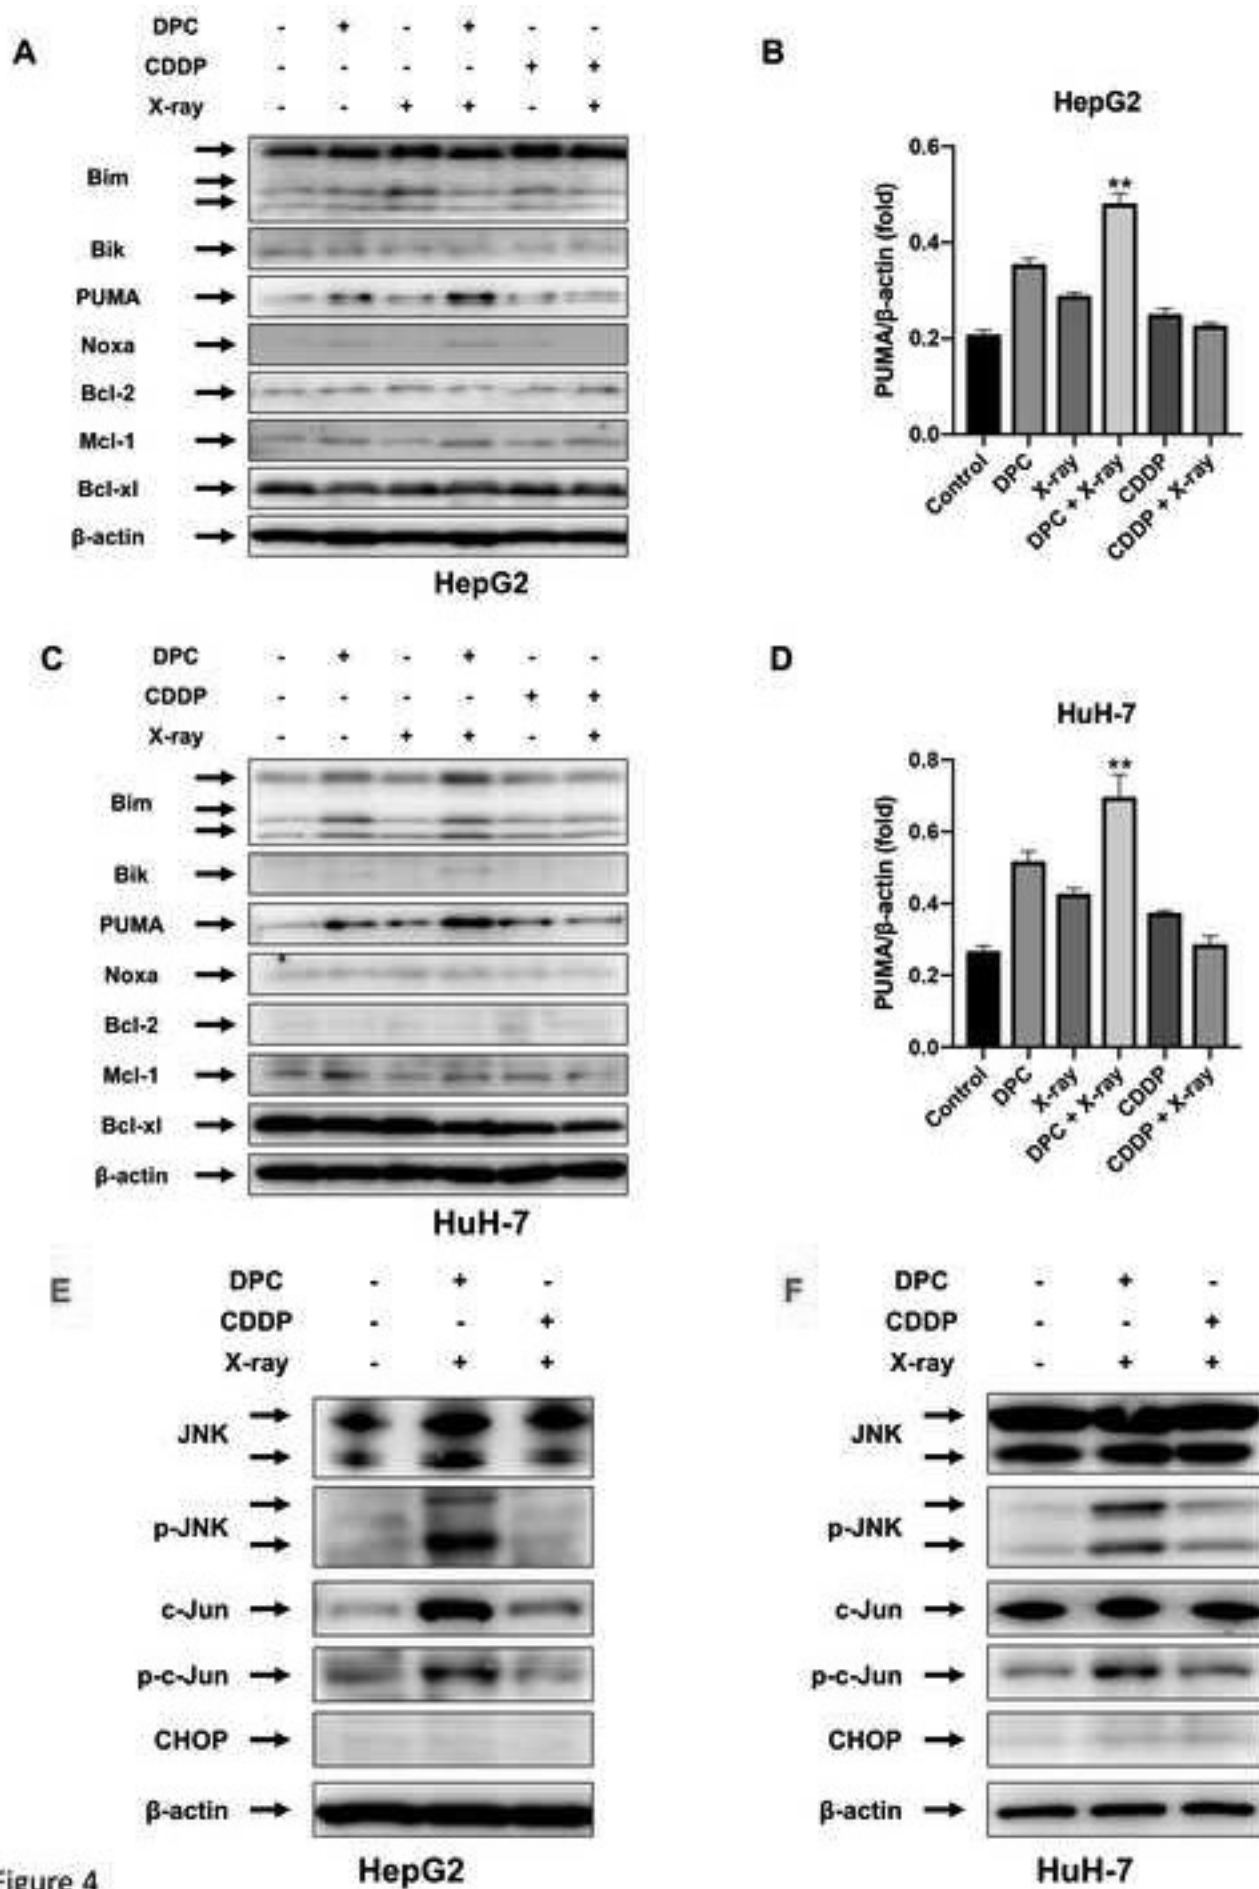 A
DPC - + - + - -
CDDP - - - - + +
X-ray - - + + - +
Bim
Bik
PUMA
Noxa
Bcl-2
Mcl-1
Bcl-xl
β-actin
HepG2
B
HepG2
PUMA/β-actin (fold)
0.6
0.4
0.2
0.0
**
Control
DPC
X-ray
DPC + X-ray
CDDP
CDDP + X-ray
C
DPC - + - + - -
CDDP - - - - + +
X-ray - - + + - +
Bim
Bik
PUMA
Noxa
Bcl-2
Mcl-1
Bcl-xl
β-actin
HuH-7
D
HuH-7
PUMA/β-actin (fold)
0.8
0.6
0.4
0.2
0.0
**
Control
DPC
X-ray
DPC + X-ray
CDDP
CDDP + X-ray
E
DPC - + -
CDDP - - +
X-ray - + +
JNK
p-JNK
c-Jun
p-c-Jun
CHOP
β-actin
HepG2
F
DPC - + -
CDDP - - +
X-ray - + +
JNK
p-JNK
c-Jun
p-c-Jun
CHOP
β-actin
HuH-7
Figure 4